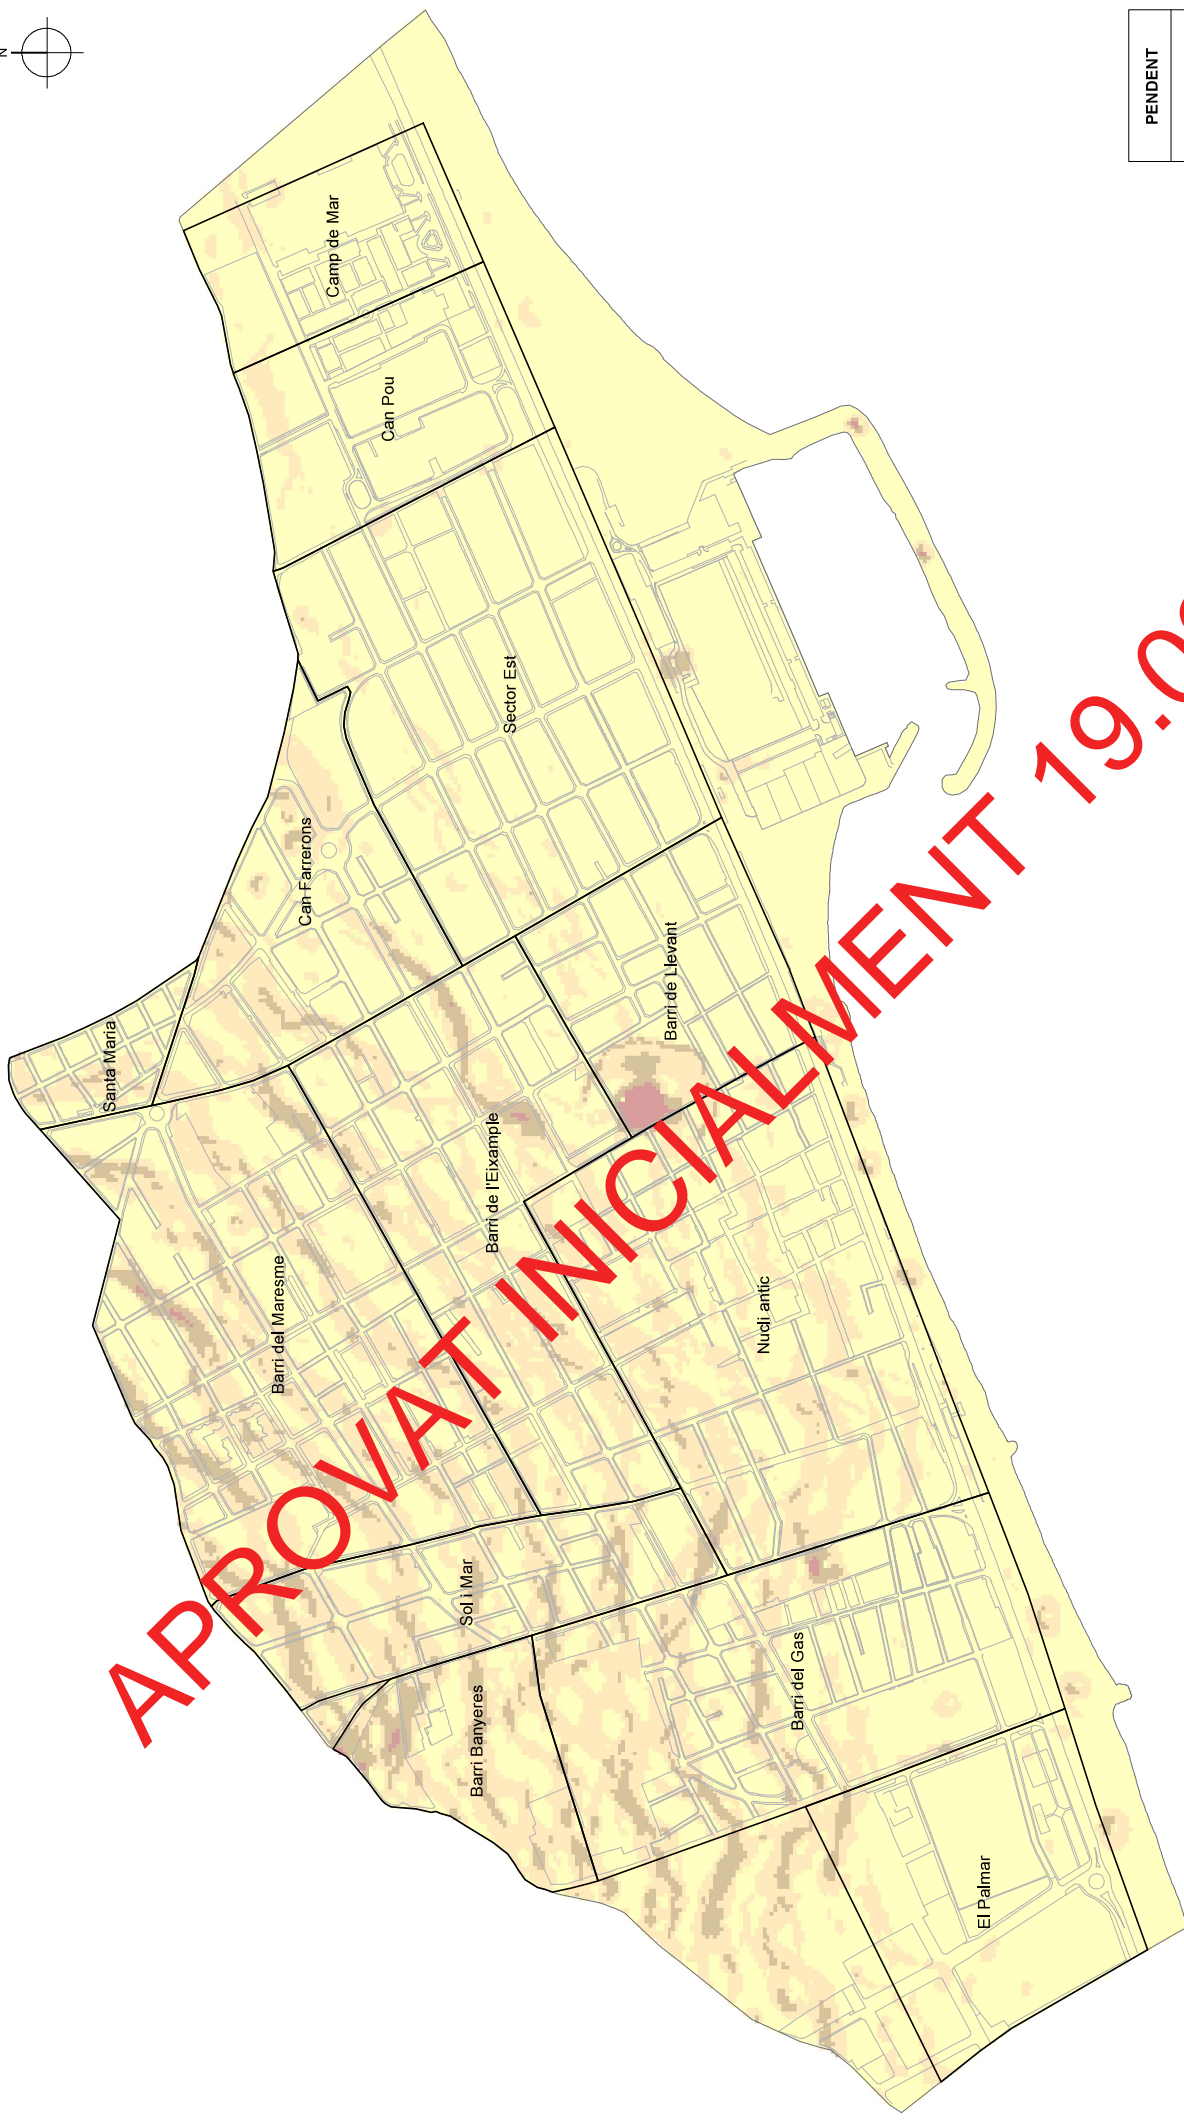 N
PENDENT
Camp de Mar
Can Pou
Sector Est
Can Farrerons
Santa Maria
Barri de Llevant
Barri de l'Eixample
Barri del Maresme
Nucli antic
Sol i Mar
Barri del Gas
Barri Banyeres
El Palmar
APROVAT INICIALMENT 19.0